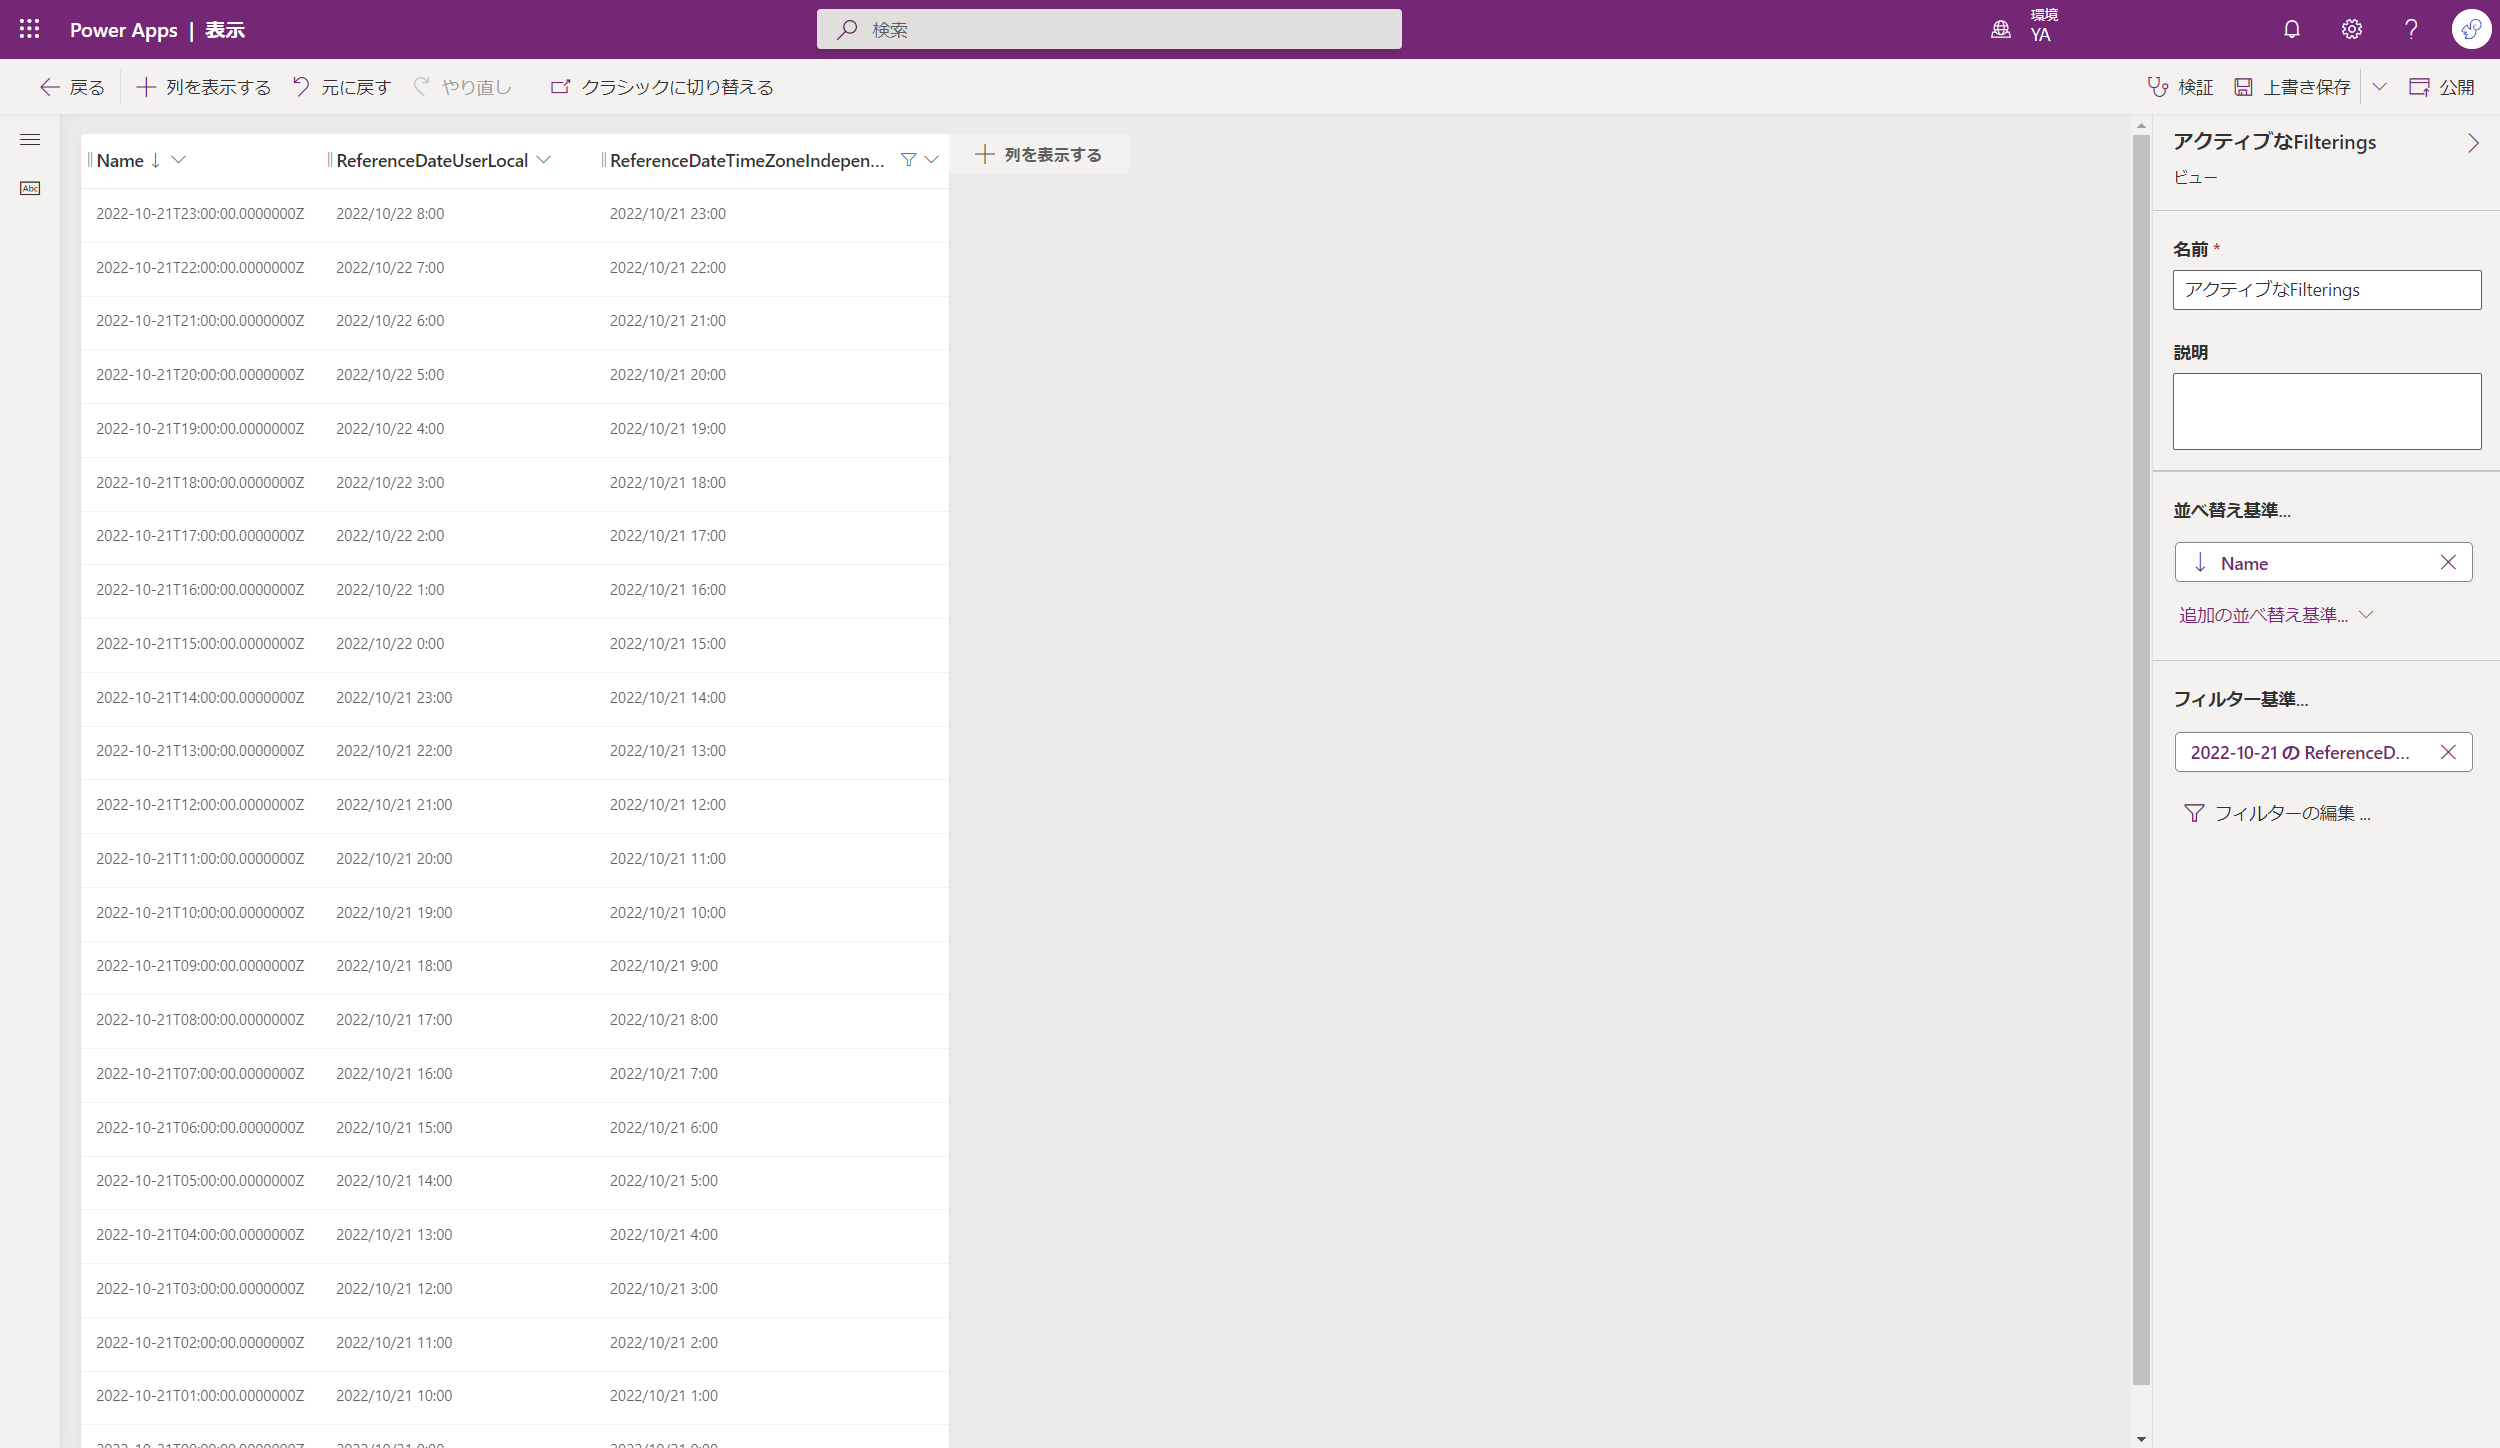 Power Apps | 表示
検索
環境
YA
戻る
列を表示する
元に戻す
やり直し
クラシックに切り替える
検証
上書き保存
公開
Abc
Name ↓
ReferenceDateUserLocal
ReferenceDateTimeZoneIndepen...
列を表示する
2022-10-21T23:00:00.0000000Z 2022/10/22 8:00 2022/10/21 23:00
2022-10-21T22:00:00.0000000Z 2022/10/22 7:00 2022/10/21 22:00
2022-10-21T21:00:00.0000000Z 2022/10/22 6:00 2022/10/21 21:00
2022-10-21T20:00:00.0000000Z 2022/10/22 5:00 2022/10/21 20:00
2022-10-21T19:00:00.0000000Z 2022/10/22 4:00 2022/10/21 19:00
2022-10-21T18:00:00.0000000Z 2022/10/22 3:00 2022/10/21 18:00
2022-10-21T17:00:00.0000000Z 2022/10/22 2:00 2022/10/21 17:00
2022-10-21T16:00:00.0000000Z 2022/10/22 1:00 2022/10/21 16:00
2022-10-21T15:00:00.0000000Z 2022/10/22 0:00 2022/10/21 15:00
2022-10-21T14:00:00.0000000Z 2022/10/21 23:00 2022/10/21 14:00
2022-10-21T13:00:00.0000000Z 2022/10/21 22:00 2022/10/21 13:00
2022-10-21T12:00:00.0000000Z 2022/10/21 21:00 2022/10/21 12:00
2022-10-21T11:00:00.0000000Z 2022/10/21 20:00 2022/10/21 11:00
2022-10-21T10:00:00.0000000Z 2022/10/21 19:00 2022/10/21 10:00
2022-10-21T09:00:00.0000000Z 2022/10/21 18:00 2022/10/21 9:00
2022-10-21T08:00:00.0000000Z 2022/10/21 17:00 2022/10/21 8:00
2022-10-21T07:00:00.0000000Z 2022/10/21 16:00 2022/10/21 7:00
2022-10-21T06:00:00.0000000Z 2022/10/21 15:00 2022/10/21 6:00
2022-10-21T05:00:00.0000000Z 2022/10/21 14:00 2022/10/21 5:00
2022-10-21T04:00:00.0000000Z 2022/10/21 13:00 2022/10/21 4:00
2022-10-21T03:00:00.0000000Z 2022/10/21 12:00 2022/10/21 3:00
2022-10-21T02:00:00.0000000Z 2022/10/21 11:00 2022/10/21 2:00
2022-10-21T01:00:00.0000000Z 2022/10/21 10:00 2022/10/21 1:00
アクティブなFilterings
ビュー
名前 *
アクティブなFilterings
説明
並べ替え基準...
↓ Name
追加の並べ替え基準...
フィルター基準...
2022-10-21 の ReferenceD...
フィルターの編集 ...